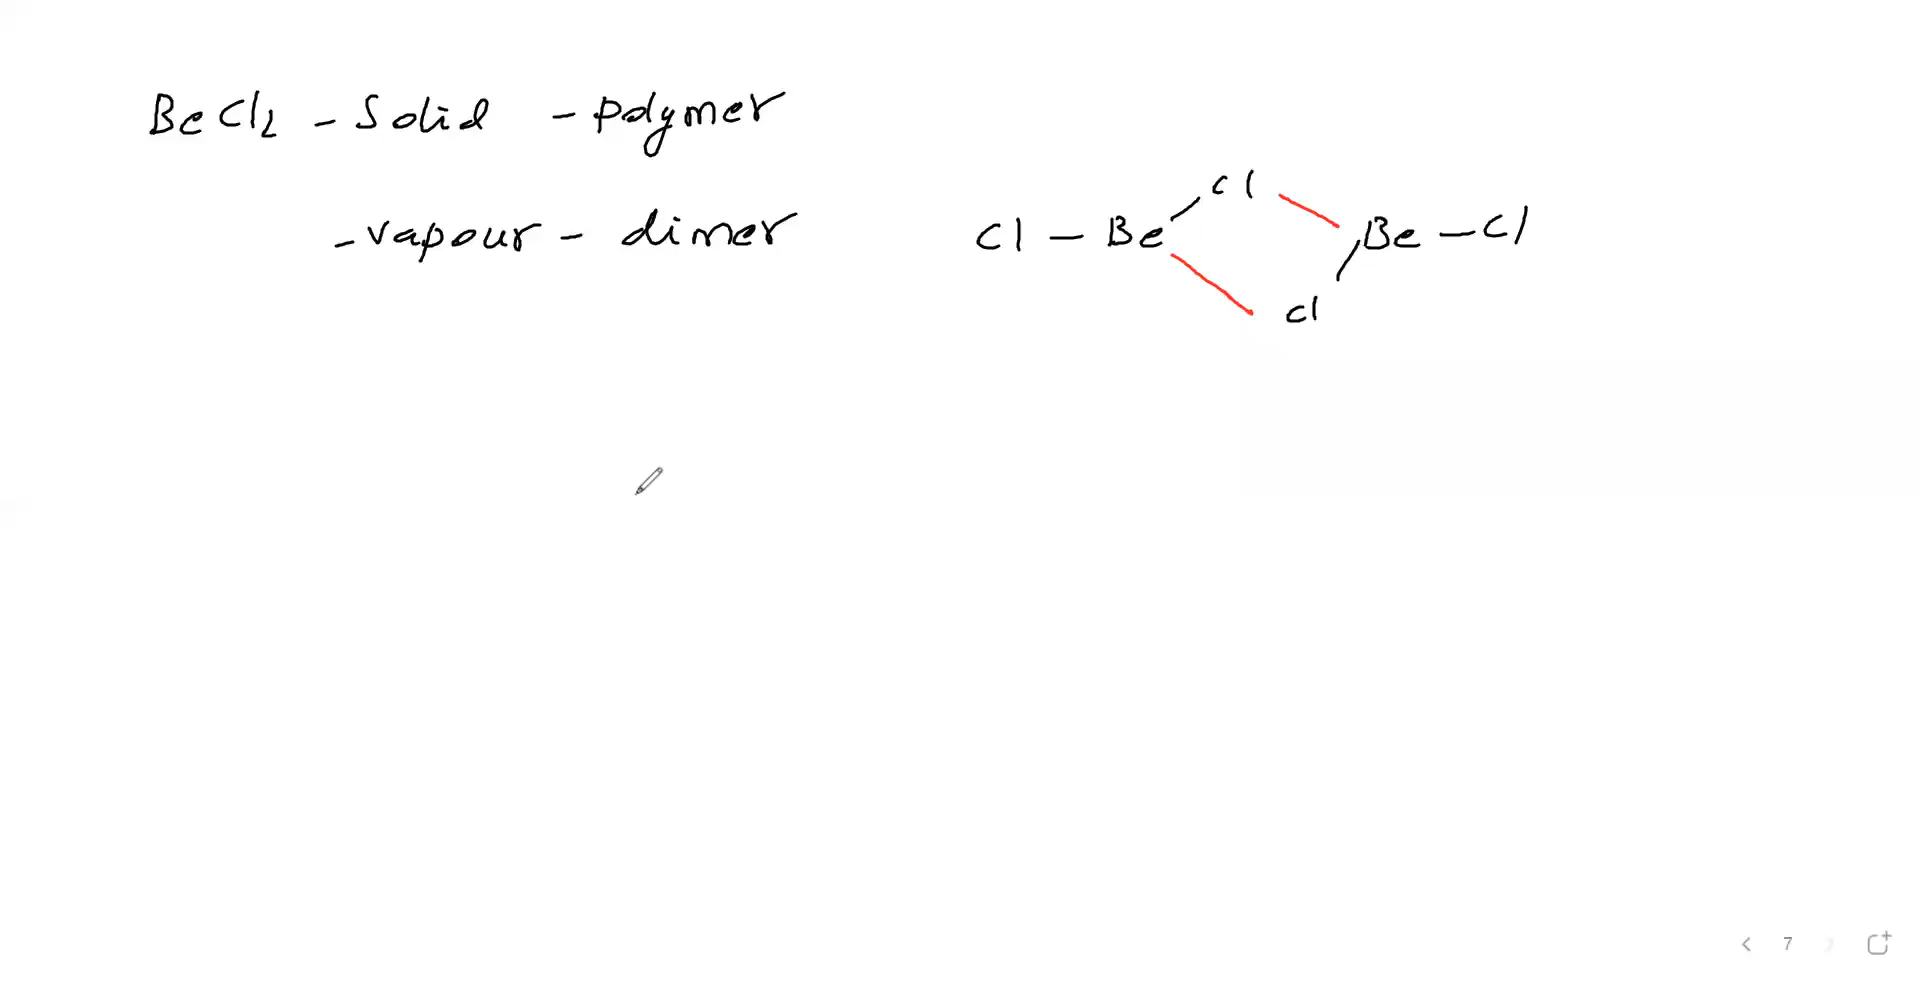 BeCl2 - Solid - polymer
- vapour - dimer
Cl
Cl - Be Be - Cl
Cl
7